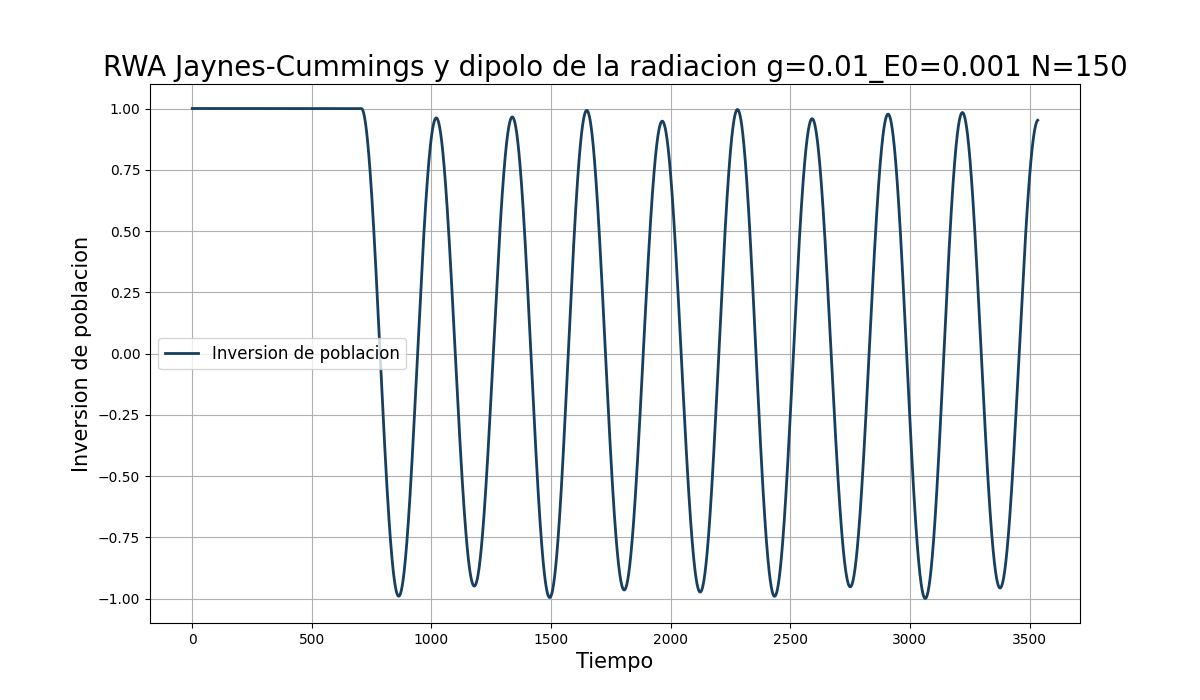 RWA Jaynes-Cummings y dipolo de la radiacion g=0.01_E0=0.001 N=150
1.00
0.75
0.50
0.25
0.00
−0.25
−0.50
−0.75
−1.00
Inversion de poblacion
Inversion de poblacion
0 500 1000 1500 2000 2500 3000 3500
Tiempo